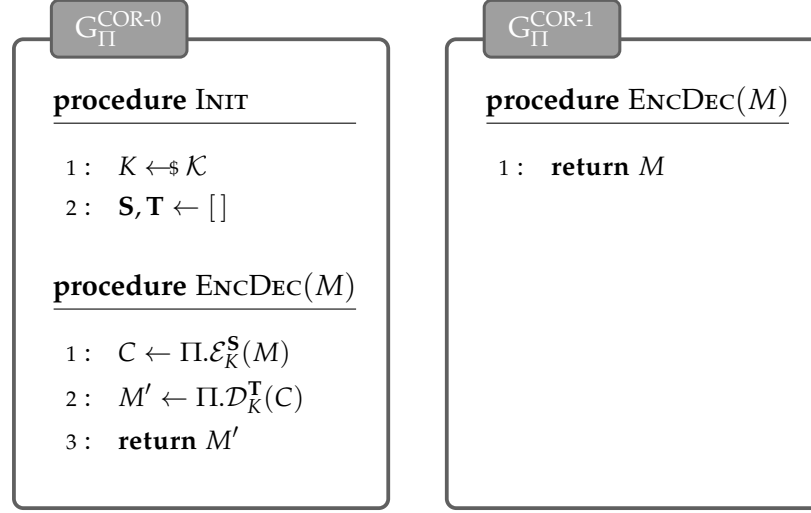 G_Π^COR-0
procedure INIT
1 : K ←$ 𝒦
2 : S, T ← [ ]
procedure ENCDEC(M)
1 : C ← Π.ℰ_K^S(M)
2 : M′ ← Π.𝒟_K^T(C)
3 : return M′
G_Π^COR-1
procedure ENCDEC(M)
1 : return M